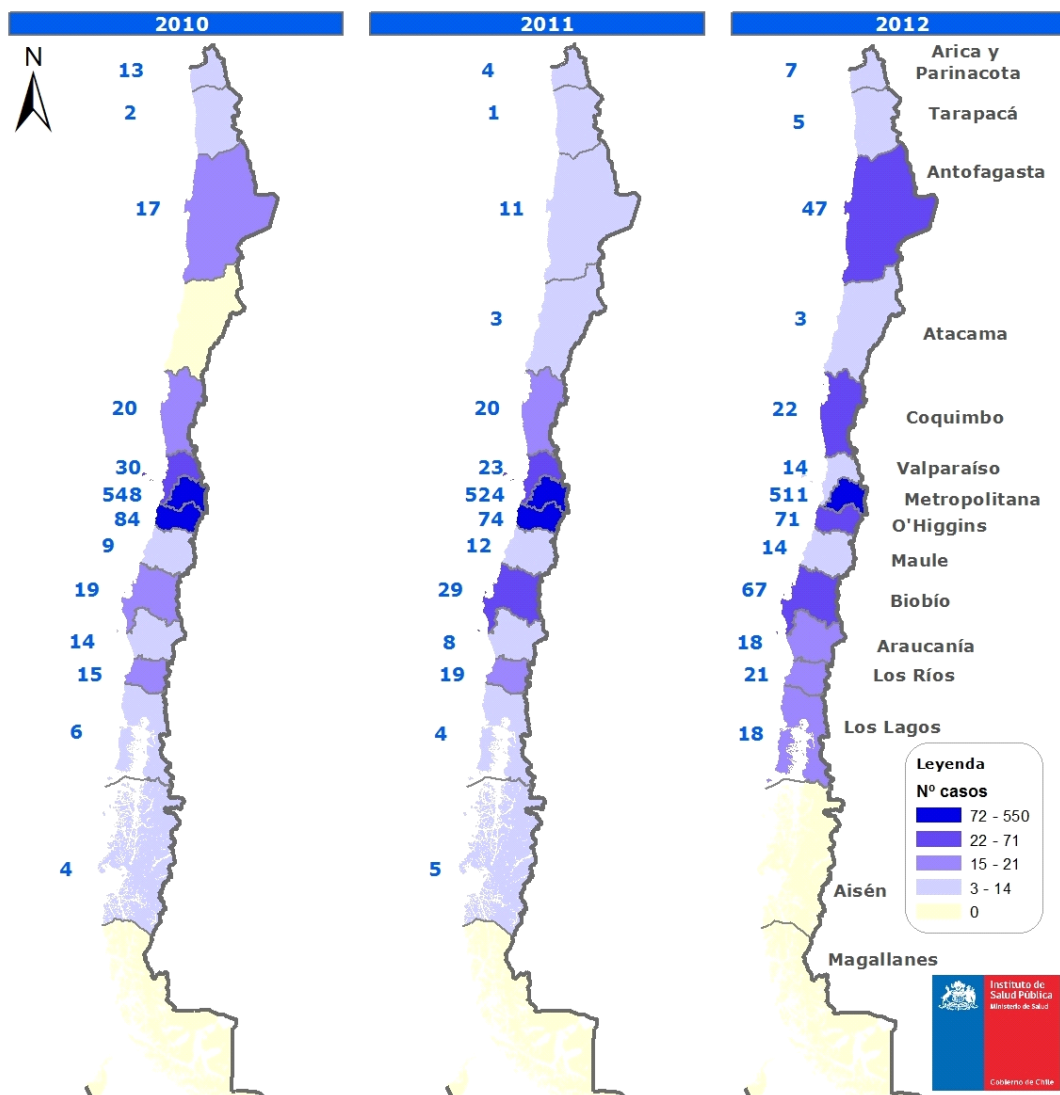 2010
2011
2012
N
13
2
17
20
30
548
84
9
19
14
15
6
4
4
1
11
3
20
23
524
74
12
29
8
19
4
5
7
5
47
3
22
14
511
71
14
67
18
21
18
Arica y
Parinacota
Tarapacá
Antofagasta
Atacama
Coquimbo
Valparaíso
Metropolitana
O'Higgins
Maule
Biobío
Araucanía
Los Ríos
Los Lagos
Aisén
Magallanes
Leyenda
Nº casos
72 - 550
22 - 71
15 - 21
3 - 14
0
Instituto de
Salud Pública
Ministerio de Salud
Gobierno de Chile